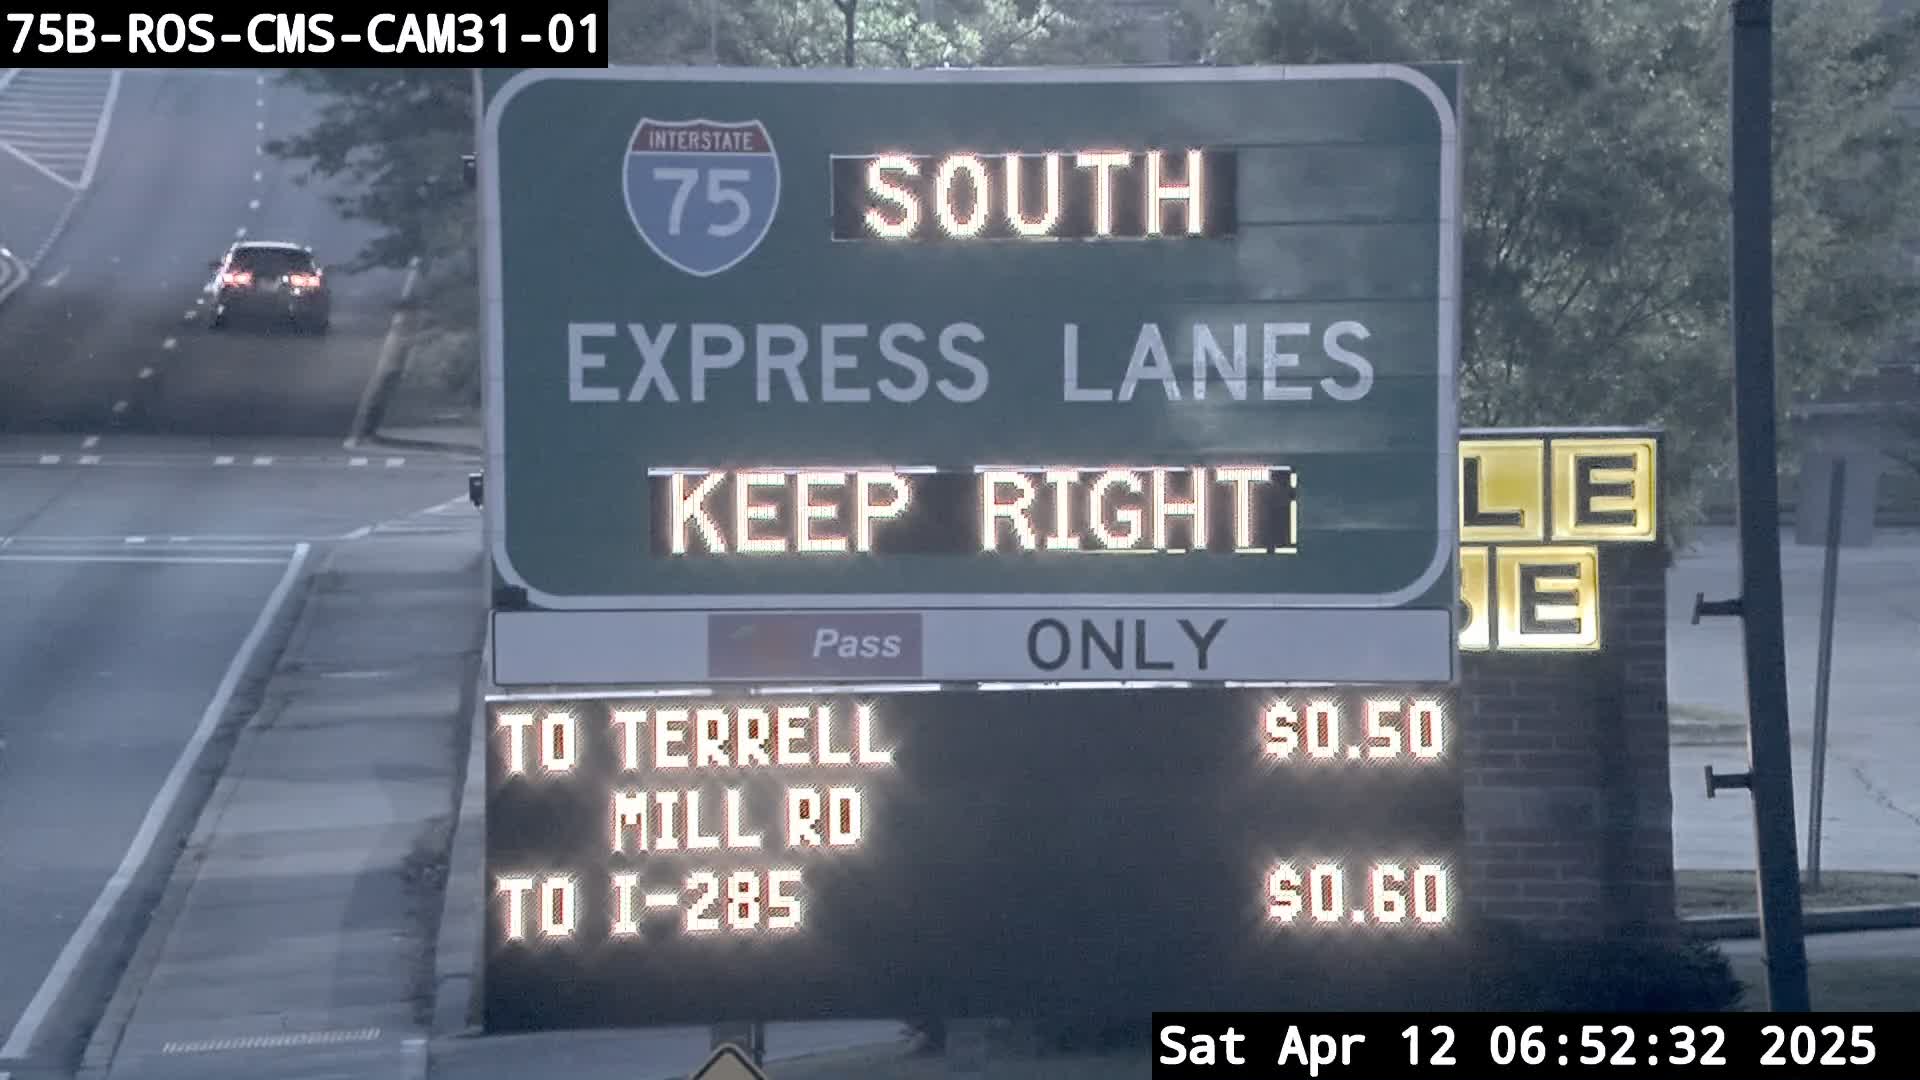 75B-ROS-CMS-CAM31-01
INTERSTATE
75
SOUTH
EXPRESS LANES
KEEP RIGHT
Pass ONLY
LE
E
TO TERRELL $0.50
MILL RD
TO I-285 $0.60
Sat Apr 12 06:52:32 2025